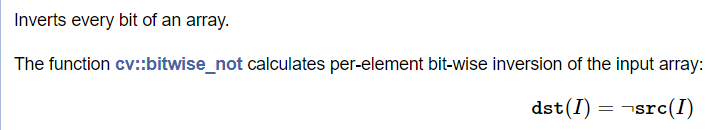 Inverts every bit of an array.
The function cv::bitwise_not calculates per-element bit-wise inversion of the input array:
dst(I) = ¬src(I)